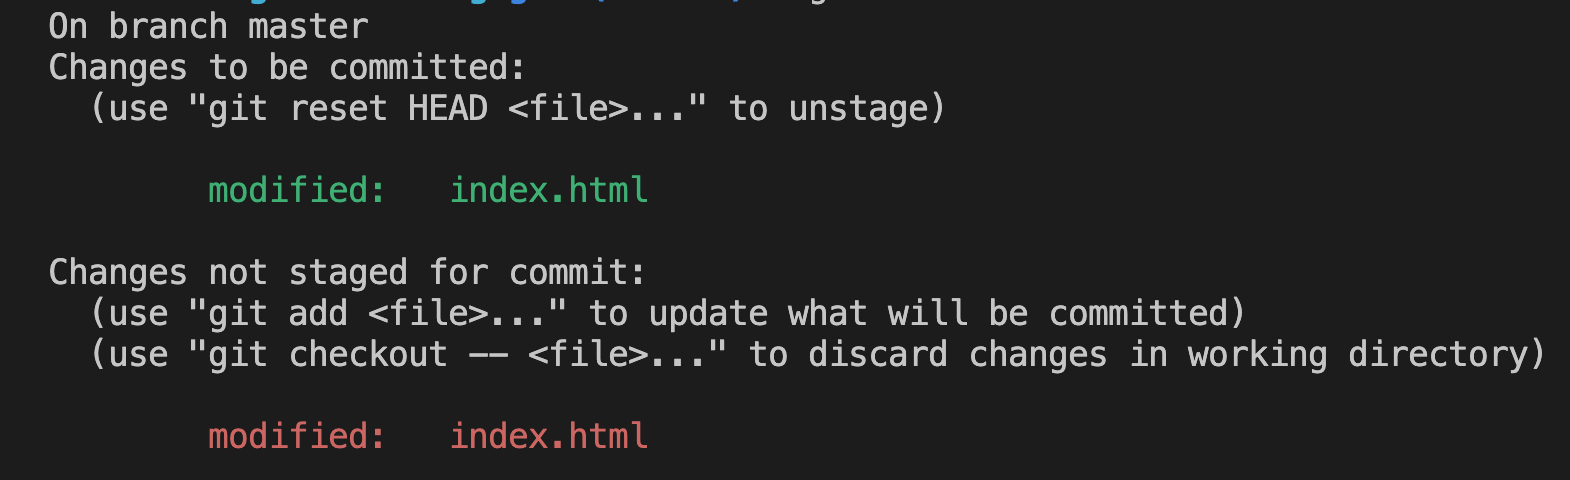 On branch master
Changes to be committed:
  (use "git reset HEAD <file>..." to unstage)

        modified:   index.html

Changes not staged for commit:
  (use "git add <file>..." to update what will be committed)
  (use "git checkout -- <file>..." to discard changes in working directory)

        modified:   index.html